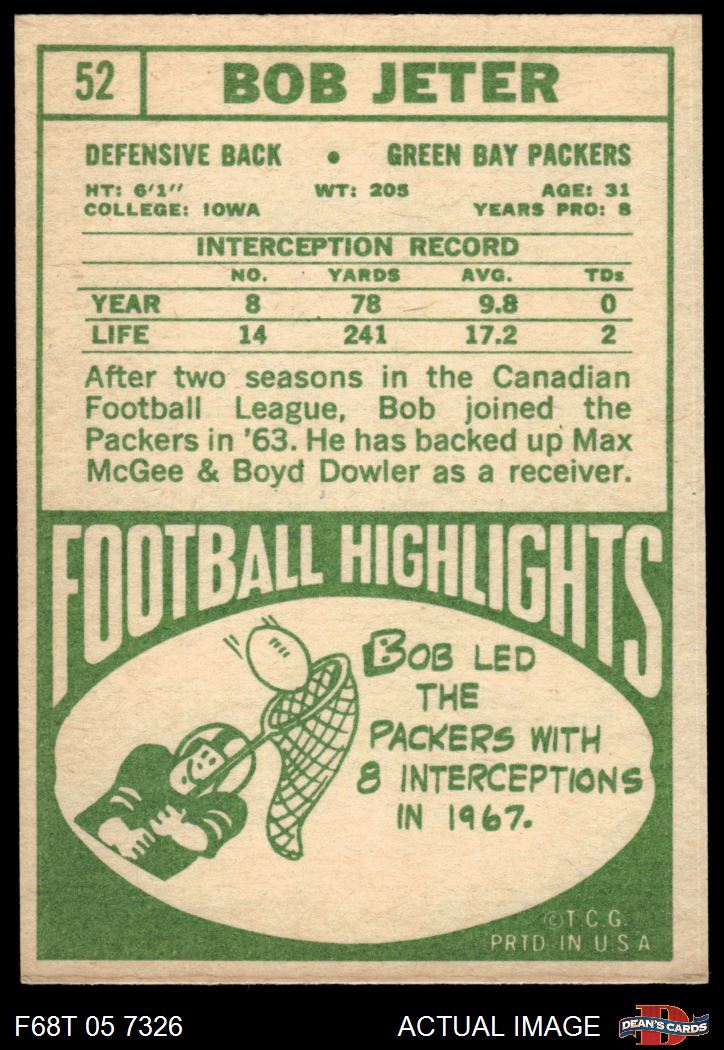 52
BOB JETER
DEFENSIVE BACK • GREEN BAY PACKERS
HT: 6'1" WT: 205 AGE: 31
COLLEGE: IOWA YEARS PRO: 8
INTERCEPTION RECORD
NO. YARDS AVG. TDs
YEAR 8 78 9.8 0
LIFE 14 241 17.2 2
After two seasons in the Canadian
Football League, Bob joined the
Packers in '63. He has backed up Max
McGee & Boyd Dowler as a receiver.
FOOTBALL HIGHLIGHTS
BOB LED
THE
PACKERS WITH
8 INTERCEPTIONS
IN 1967.
©T.C.G.
PRTD IN U.S.A
F68T 05 7326 ACTUAL IMAGE D DEAN'S CARDS